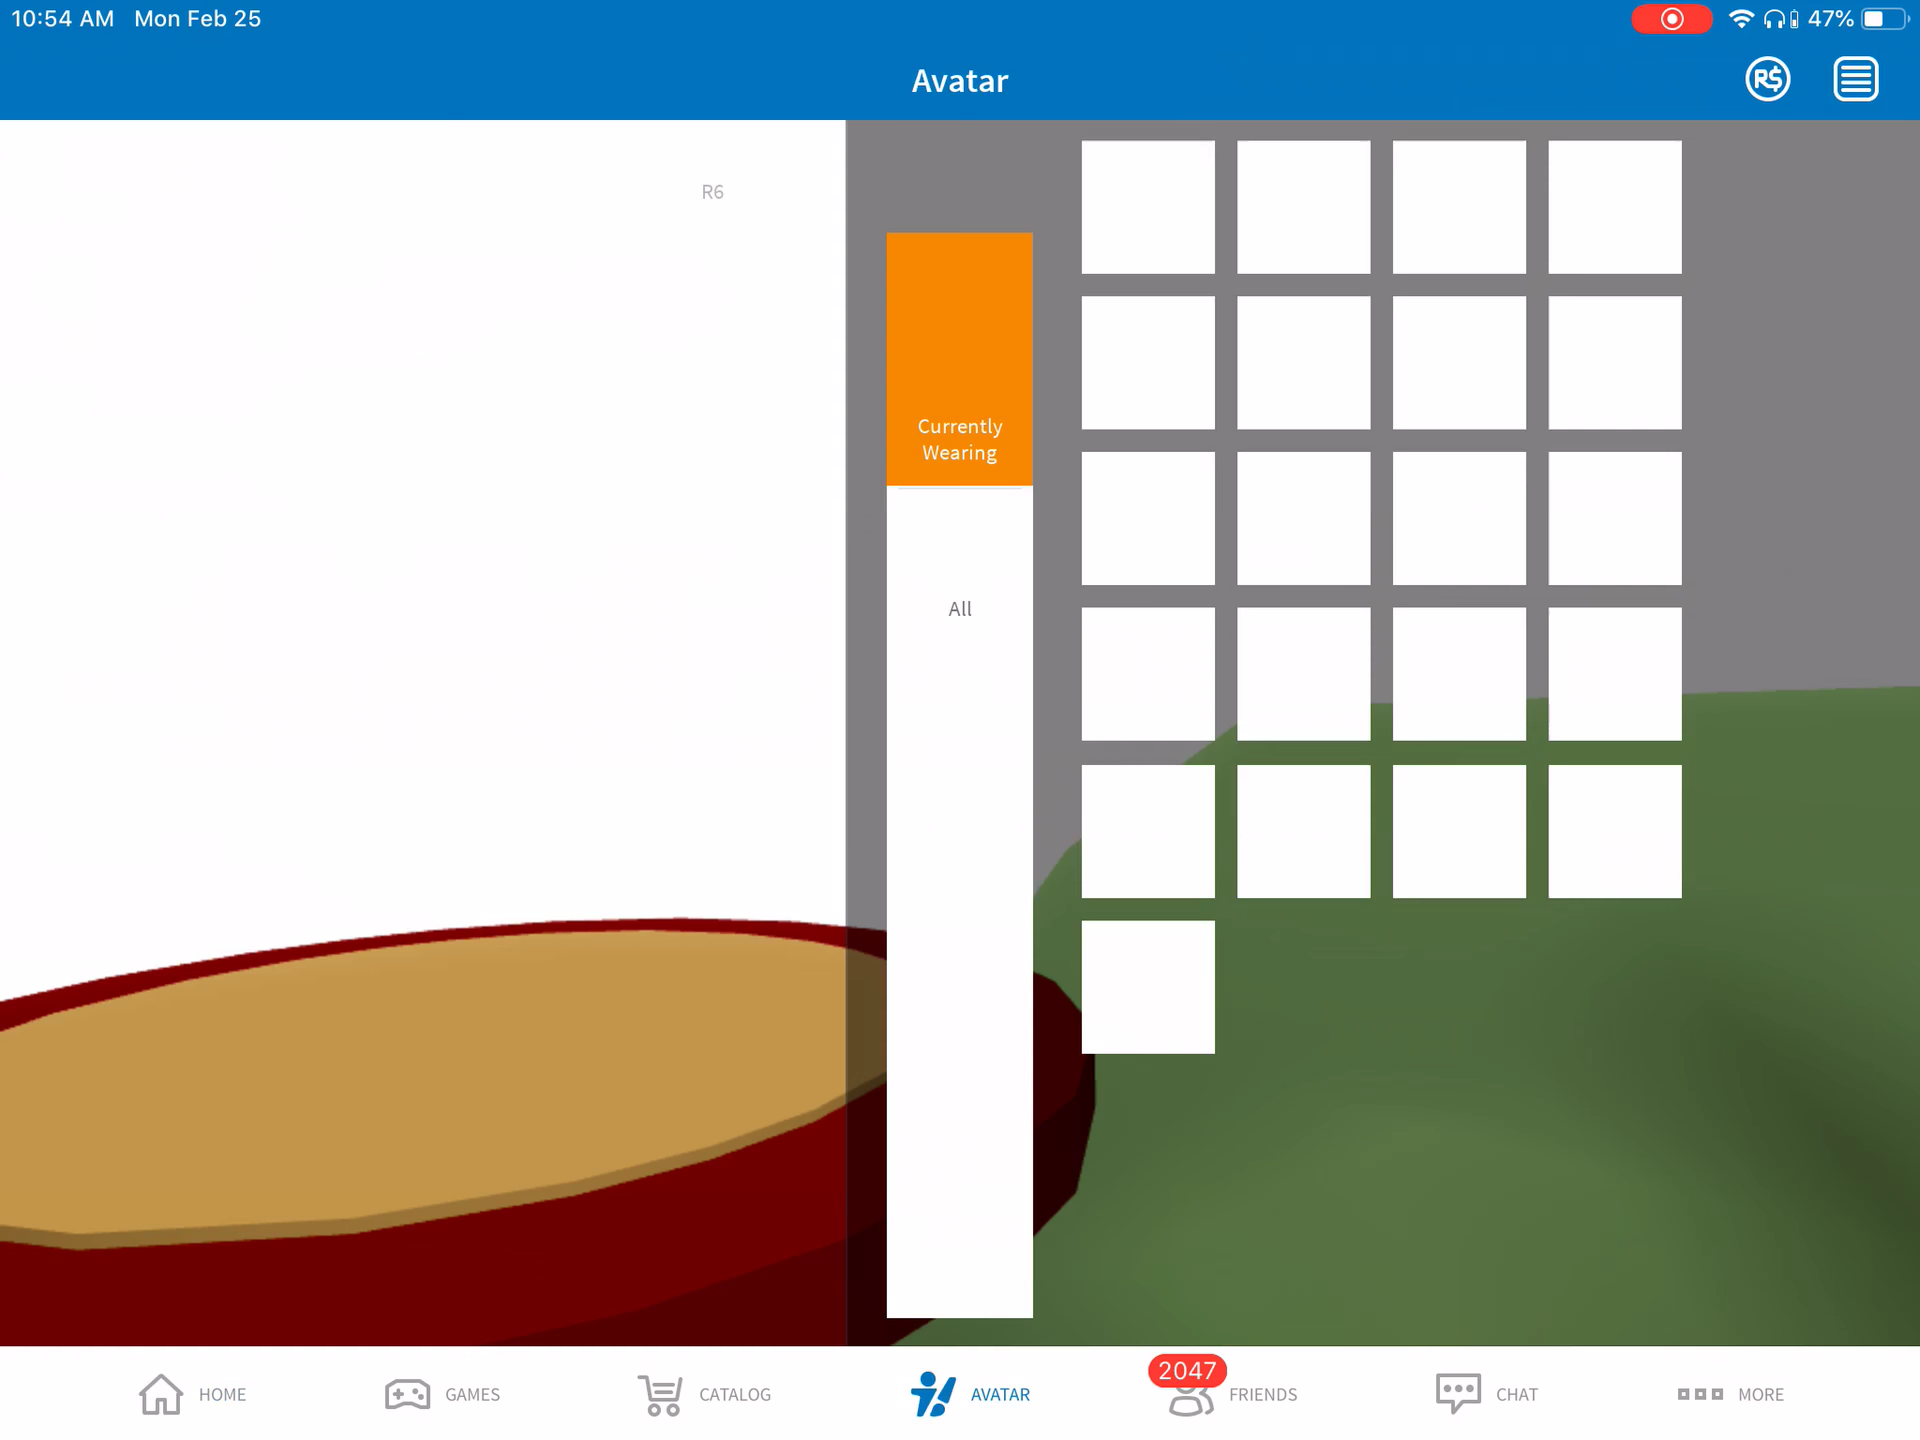 10:54 AM Mon Feb 25
47%
Avatar
R$
R6
Currently
Wearing
All
HOME
GAMES
CATALOG
AVATAR
2047
FRIENDS
CHAT
MORE